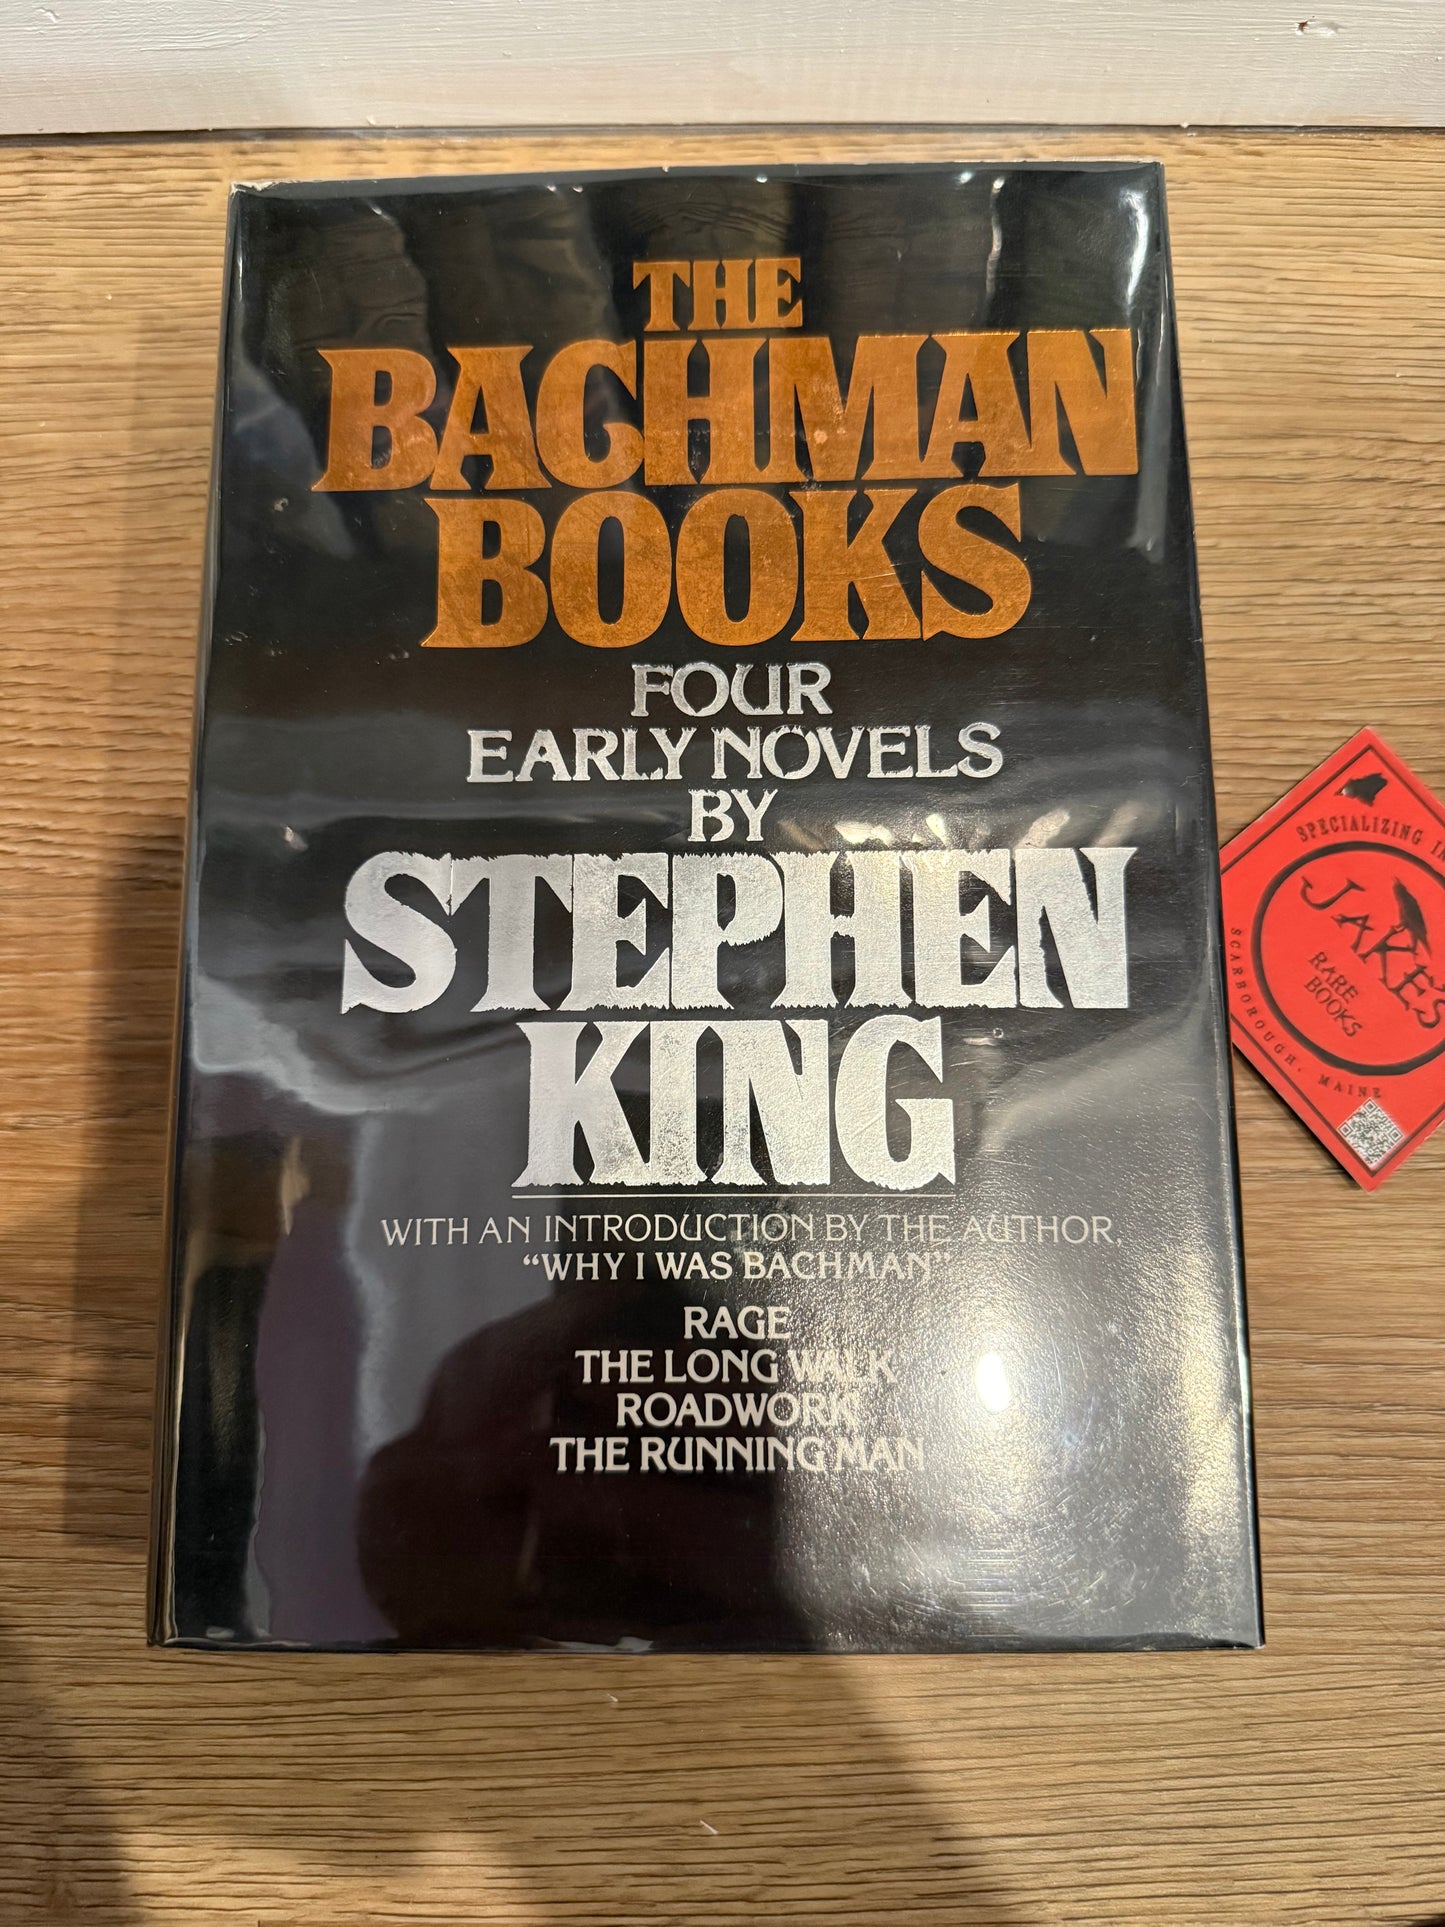 THE
BACHMAN
BOOKS
FOUR
EARLY NOVELS
BY
STEPHEN
KING
WITH AN INTRODUCTION BY THE AUTHOR,
“WHY I WAS BACHMAN”
RAGE
THE LONG WALK
ROADWORK
THE RUNNING MAN
SPECIALIZING IN
JAKE'S
RARE
BOOKS
SCARBOROUGH, MAINE